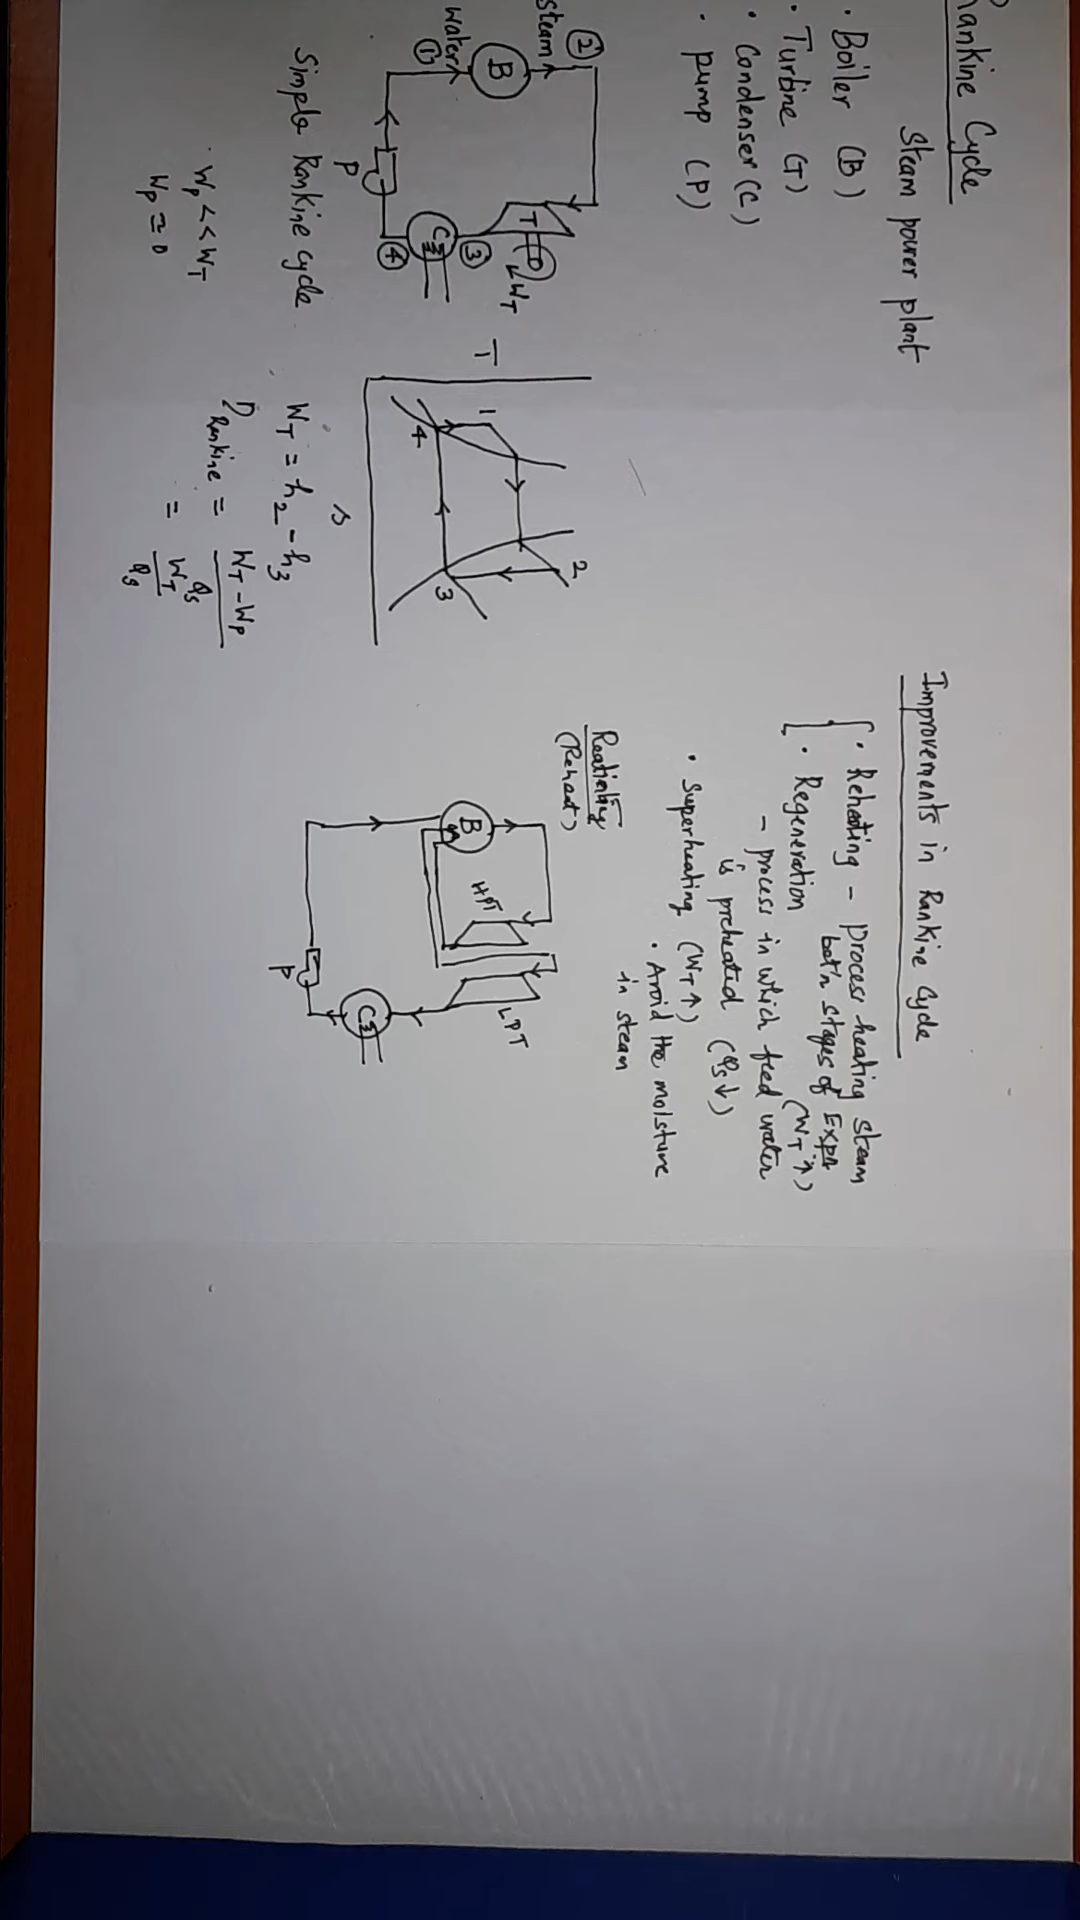 Rankine Cycle
Steam power plant
· Boiler (B)
· Turbine (T)
· Condenser (C)
· pump (P)
steam
②
water
①
B
T
W_T
③
C
④
P
Simple Rankine cycle
· W_P << W_T
W_P ≈ 0
T
1
2
3
4
s
· W_T = h_2 - h_3
η_Rankine = (W_T - W_P) / Q_s
= W_T / Q_s
Improvements in Rankine Cycle
· Reheating - Process heating steam
betn stages of Expn
(W_T ↑)
· Regeneration
- process in which feed water
is preheated (Q_s ↓)
· Superheating (W_T ↑)
· Avoid the moisture
in steam
(Reheat)
B
HPT
LPT
C
P